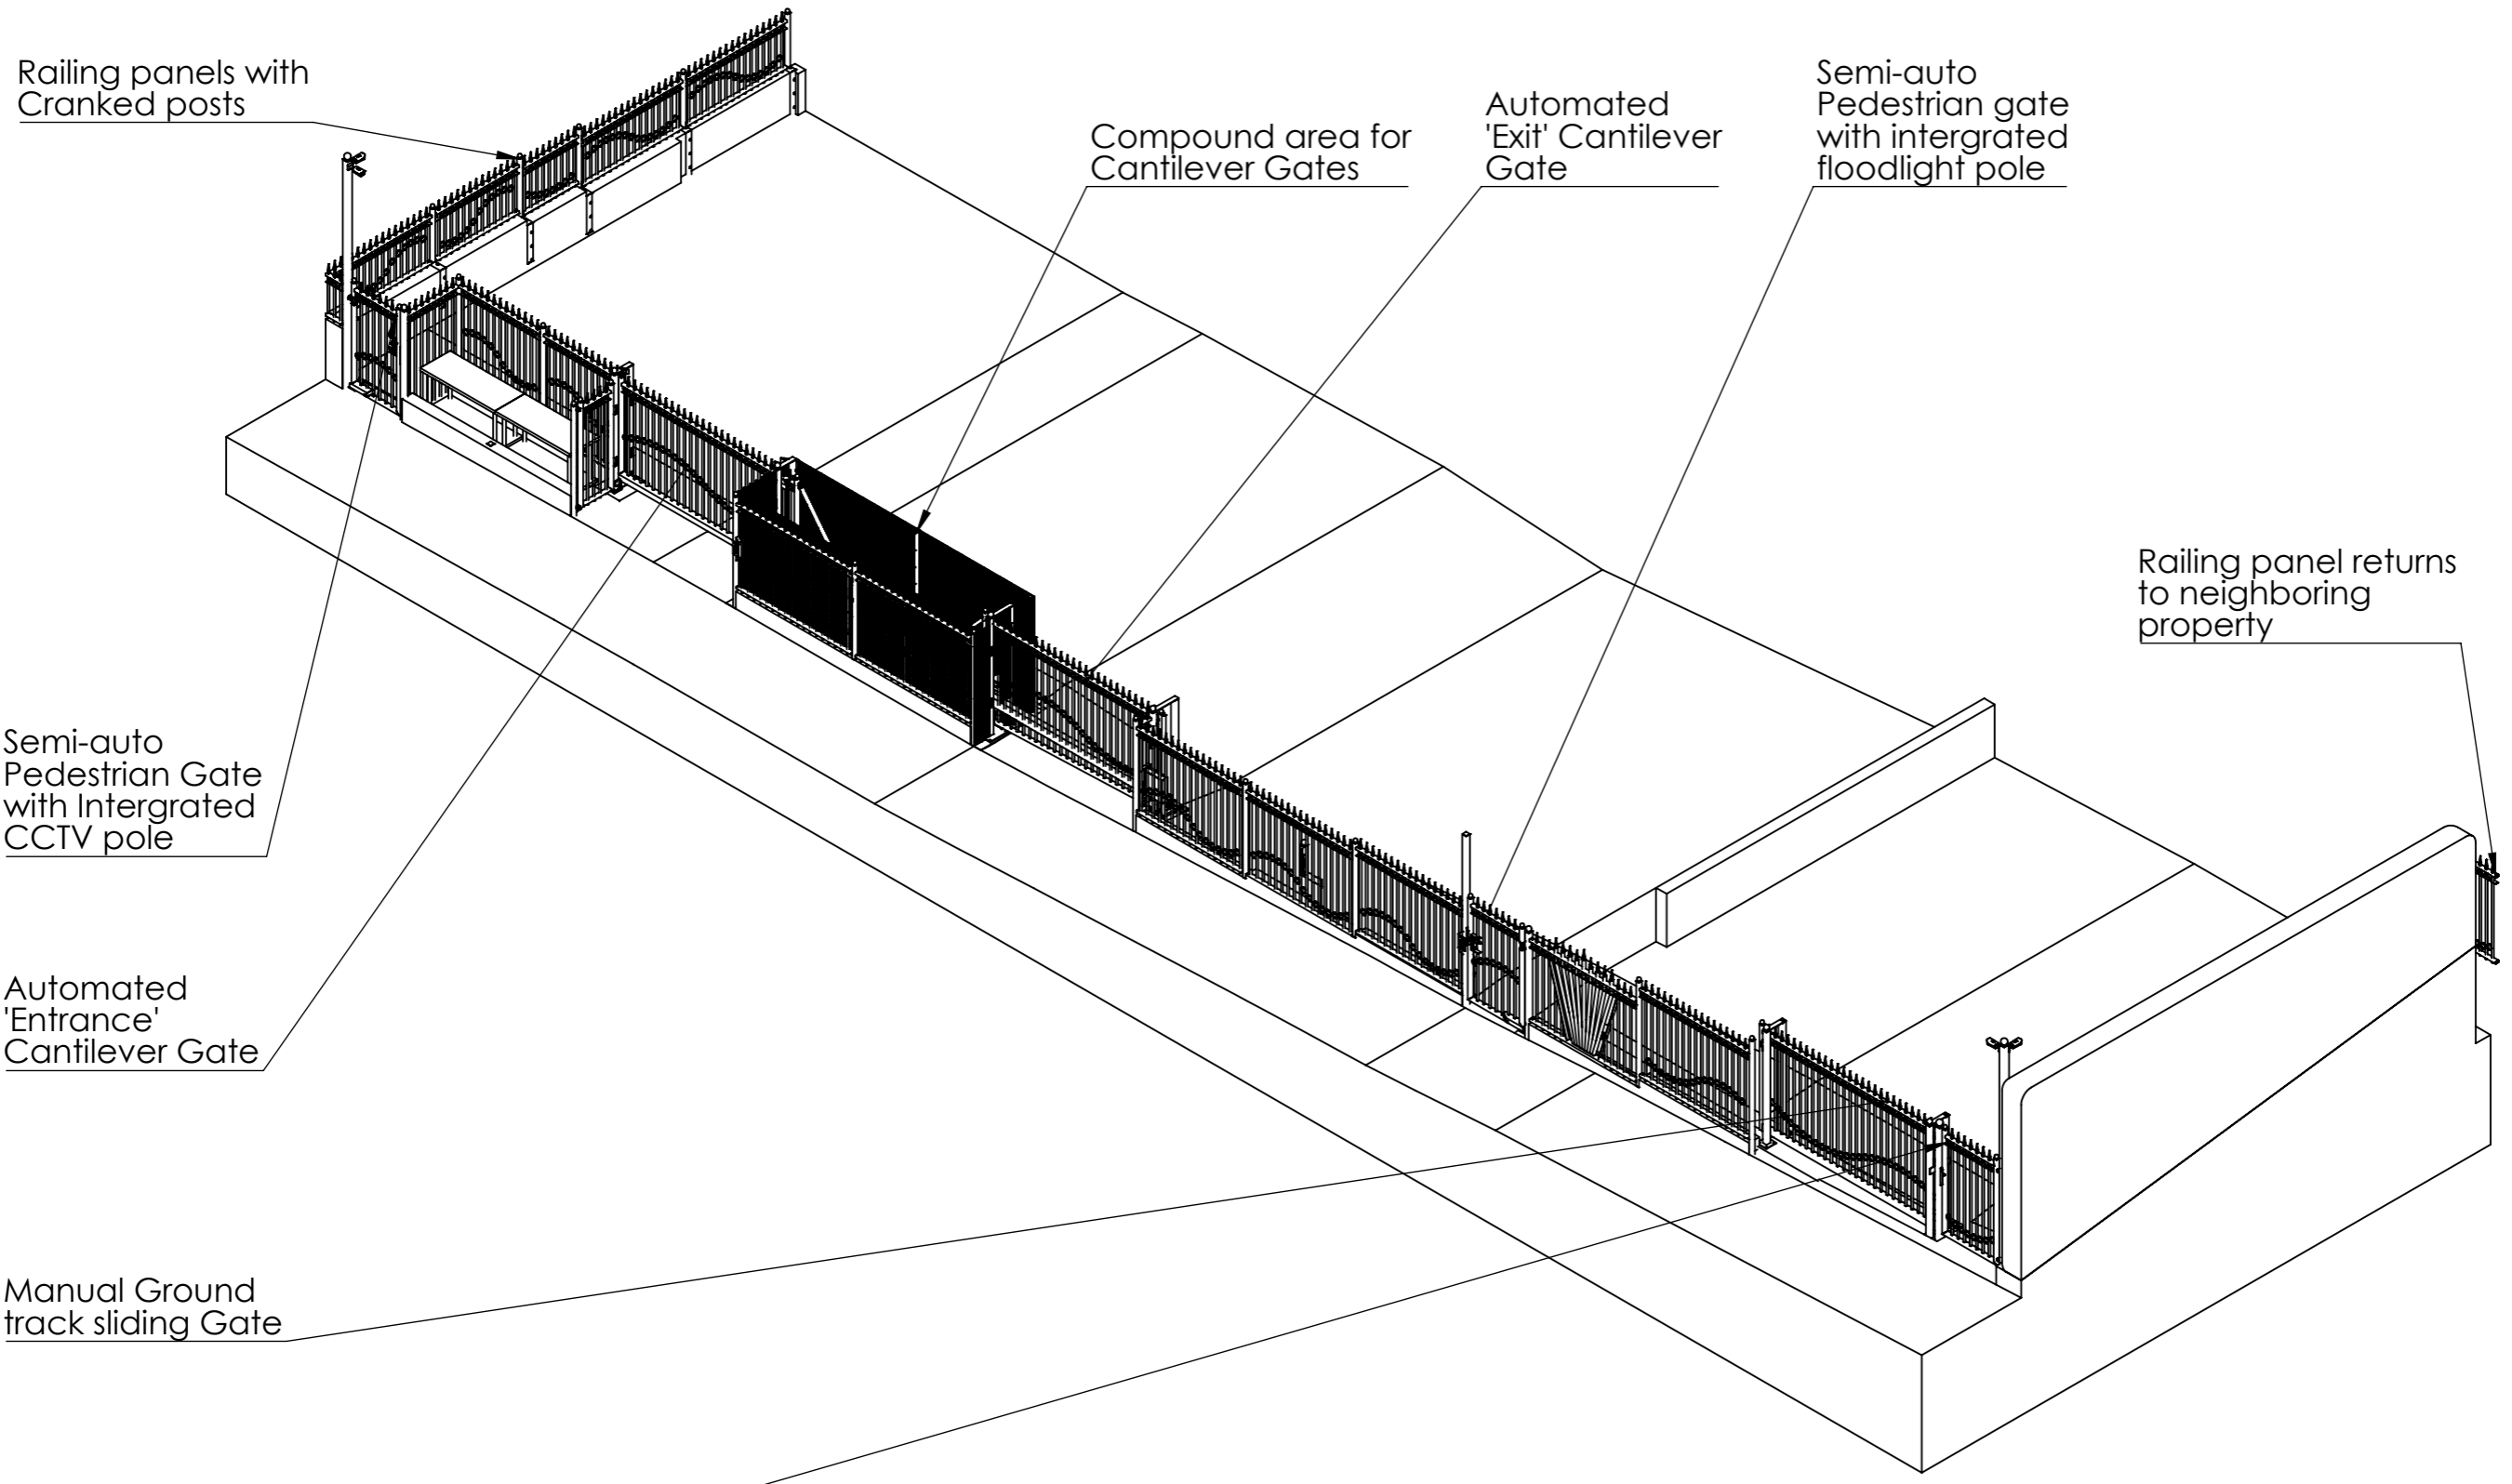 Railing panels with
Cranked posts
Compound area for
Cantilever Gates
Automated
'Exit' Cantilever
Gate
Semi-auto
Pedestrian gate
with intergrated
floodlight pole
Railing panel returns
to neighboring
property
Semi-auto
Pedestrian Gate
with Intergrated
CCTV pole
Automated
'Entrance'
Cantilever Gate
Manual Ground
track sliding Gate